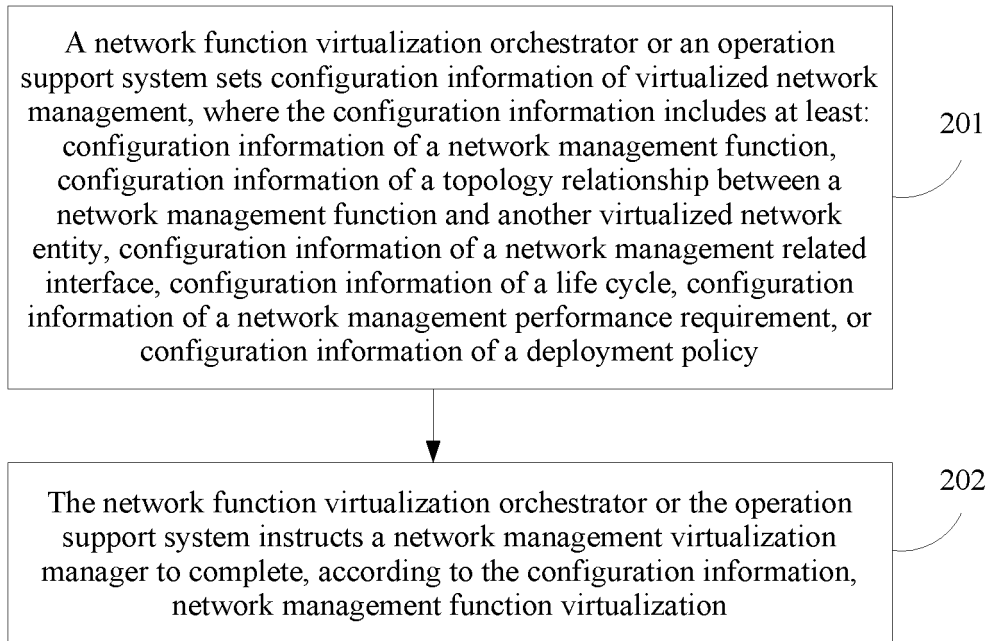 A network function virtualization orchestrator or an operation
support system sets configuration information of virtualized network
management, where the configuration information includes at least:
configuration information of a network management function,
configuration information of a topology relationship between a
network management function and another virtualized network
entity, configuration information of a network management related
interface, configuration information of a life cycle, configuration
information of a network management performance requirement, or
configuration information of a deployment policy
201
The network function virtualization orchestrator or the operation
support system instructs a network management virtualization
manager to complete, according to the configuration information,
network management function virtualization
202